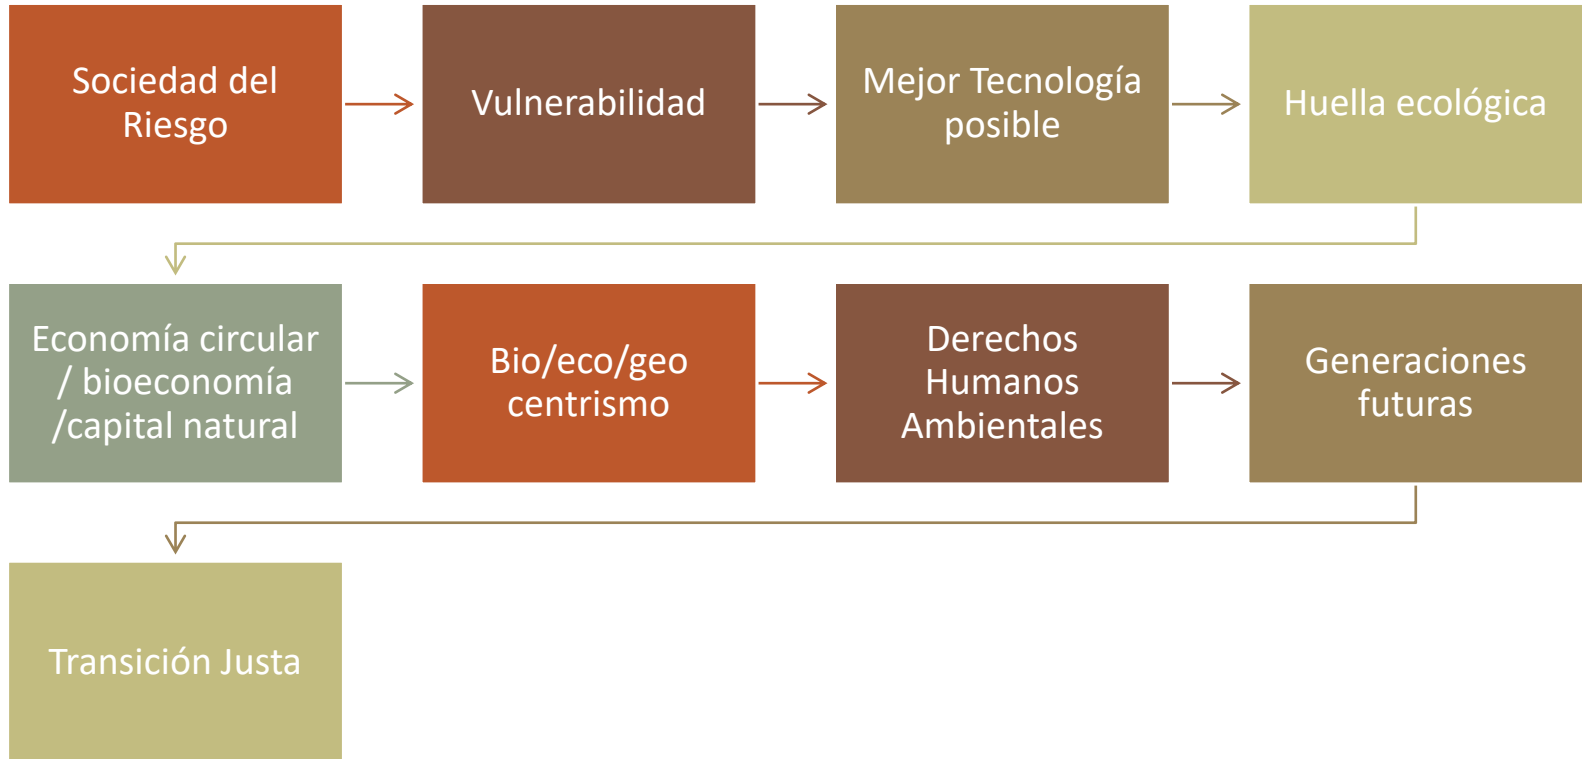 Sociedad del
Riesgo
Vulnerabilidad
Mejor Tecnología
posible
Huella ecológica
Economía circular
/ bioeconomía
/capital natural
Bio/eco/geo
centrismo
Derechos
Humanos
Ambientales
Generaciones
futuras
Transición Justa